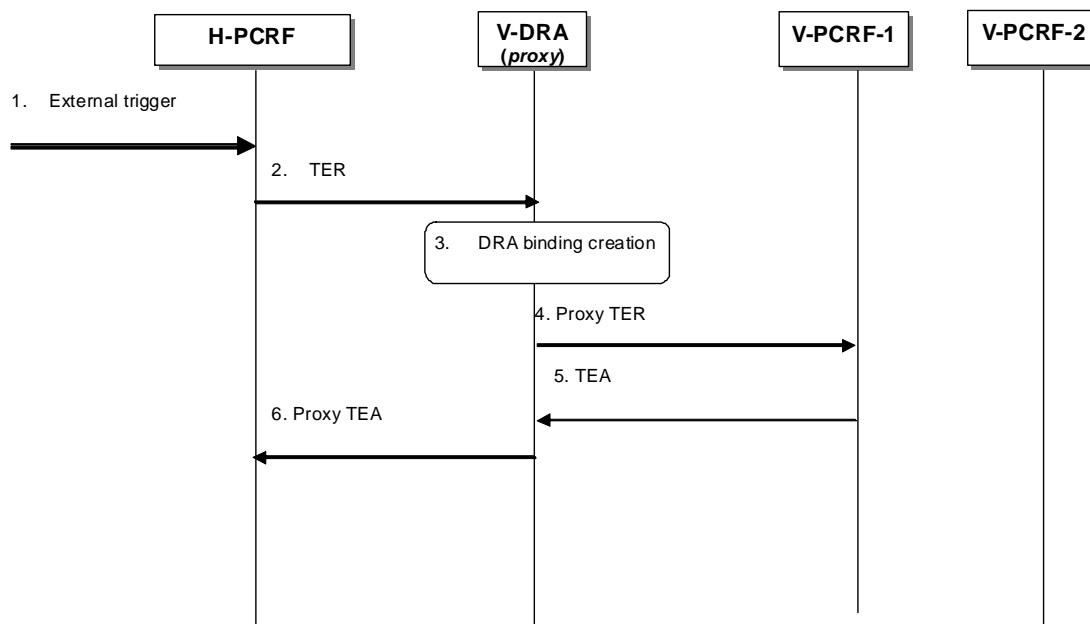 H-PCRF
V-DRA
(proxy)
V-PCRF-1
V-PCRF-2
1. External trigger
2. TER
3. DRA binding creation
4. Proxy TER
5. TEA
6. Proxy TEA